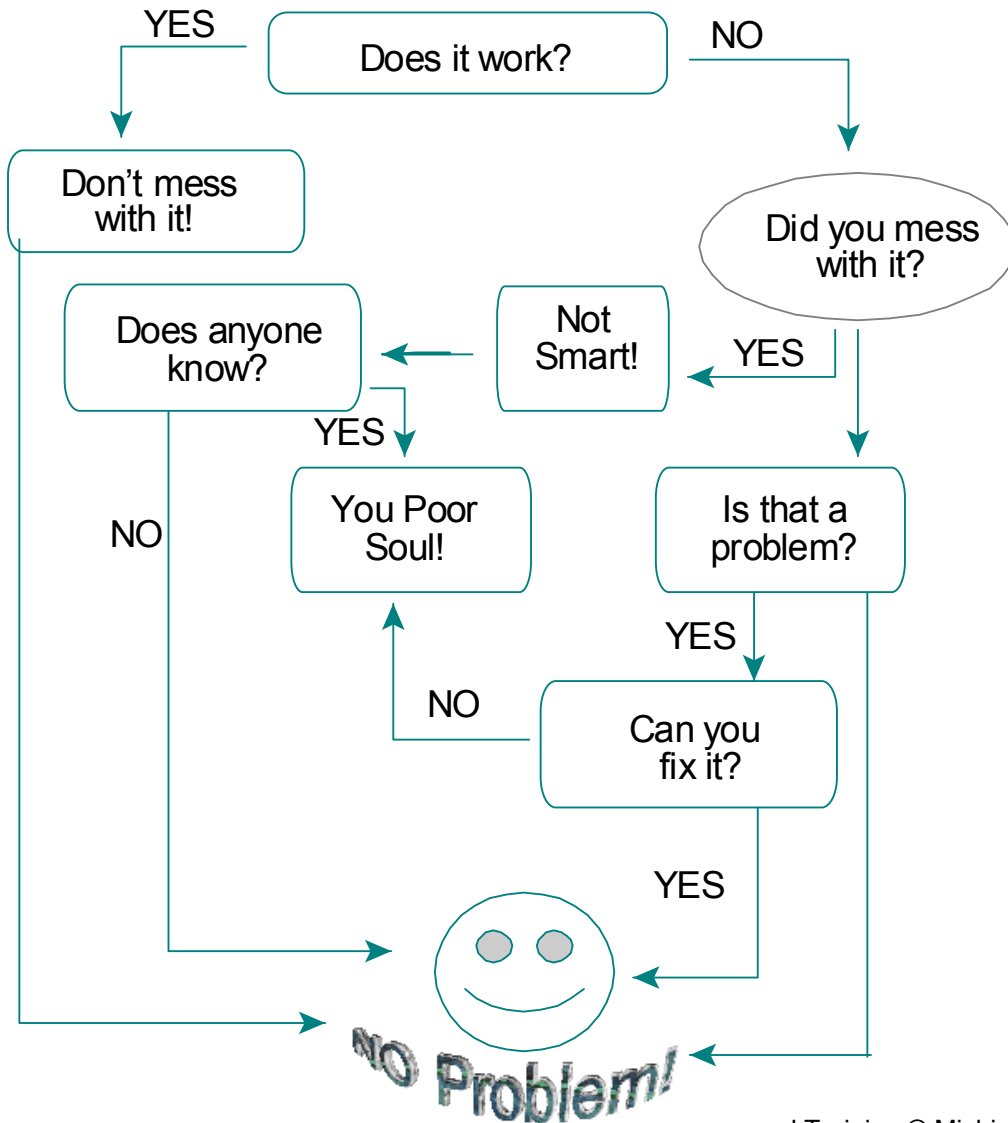 YES
Does it work?
NO
Don't mess
with it!
Did you mess
with it?
Does anyone
know?
Not
Smart!
YES
YES
You Poor
Soul!
Is that a
problem?
NO
YES
NO
Can you
fix it?
YES
NO Problem!